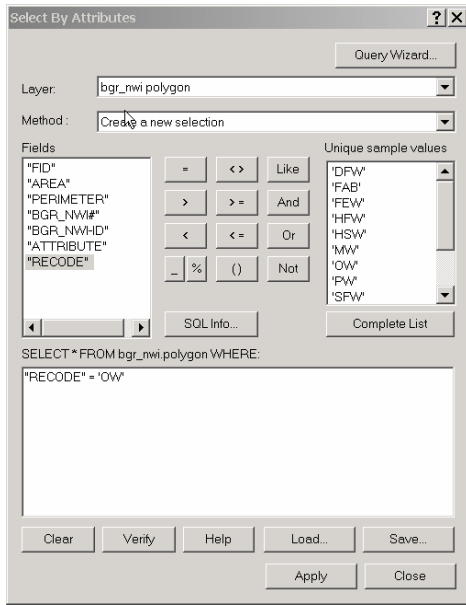 Select By Attributes
Query Wizard...
Layer: bgr_nwi polygon
Method : Create a new selection
Fields
Unique sample values
"FID"
"AREA"
"PERIMETER"
"BGR_NWI#"
"BGR_NWI-ID"
"ATTRIBUTE"
"RECODE"
= < > Like
> > = And
< < = Or
_ % () Not
'DFW'
'FAB'
'FEW'
'HFW'
'HSW'
'MW'
'OW'
'PW'
'SFW'
SQL Info...
Complete List
SELECT * FROM bgr_nwi.polygon WHERE:
"RECODE" = 'OW'
Clear Verify Help Load... Save...
Apply Close